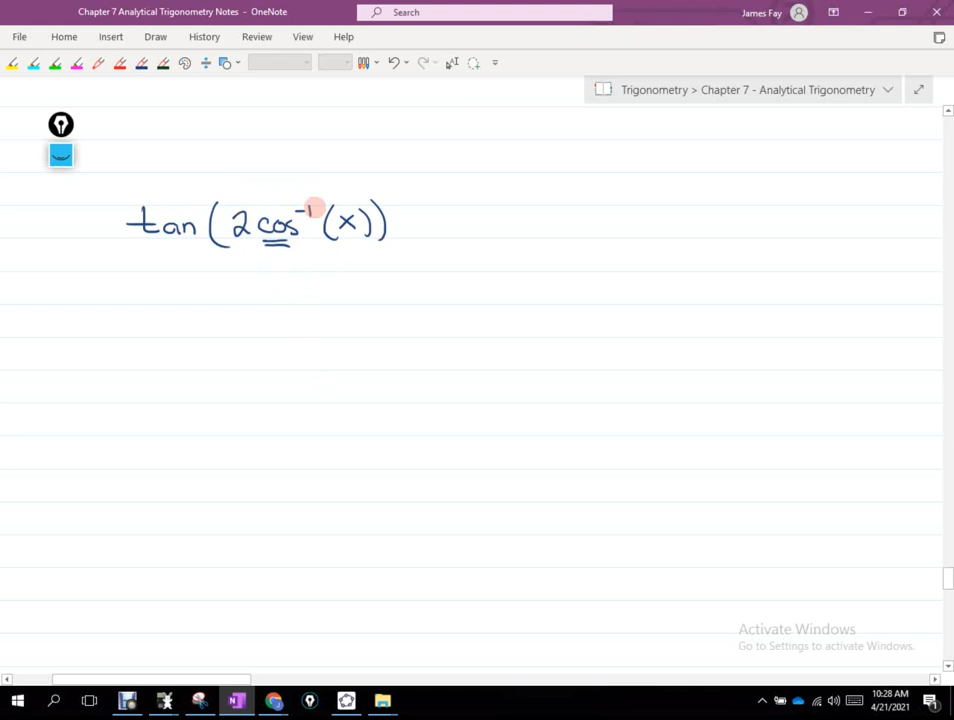 Chapter 7 Analytical Trigonometry Notes - OneNote
Search
James Fay
File Home Insert Draw History Review View Help
Trigonometry > Chapter 7 - Analytical Trigonometry
tan(2cos⁻¹(x))
Activate Windows
Go to Settings to activate Windows.
10:28 AM
4/21/2021